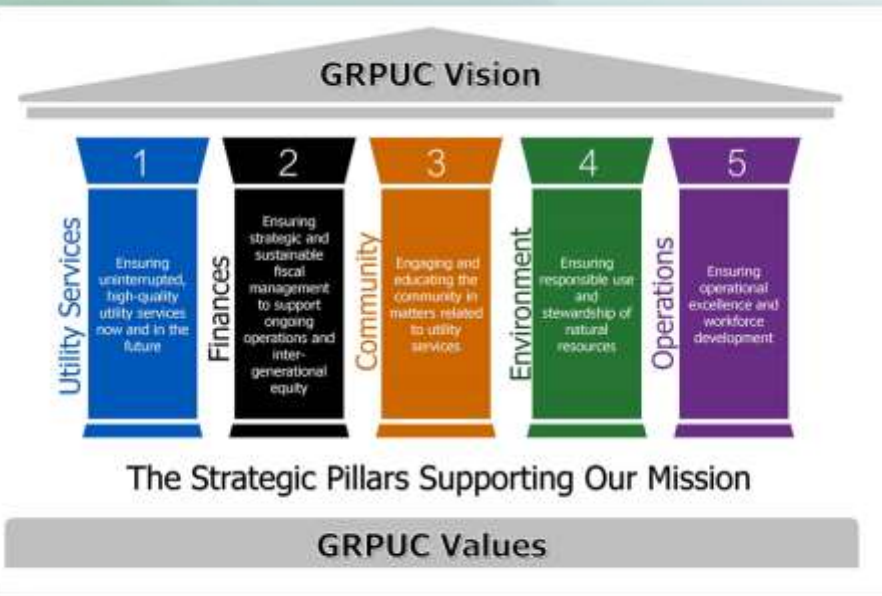 GRPUC Vision
1
Utility Services
Ensuring
uninterrupted,
high-quality
utility services
now and in the
future
2
Finances
Ensuring
strategic and
sustainable
fiscal
management
to support
ongoing
operations and
inter-
generational
equity
3
Community
Engaging and
educating the
community in
matters related
to utility
services
4
Environment
Ensuring
responsible use
and
stewardship of
natural
resources
5
Operations
Ensuring
operational
excellence and
workforce
development
The Strategic Pillars Supporting Our Mission
GRPUC Values